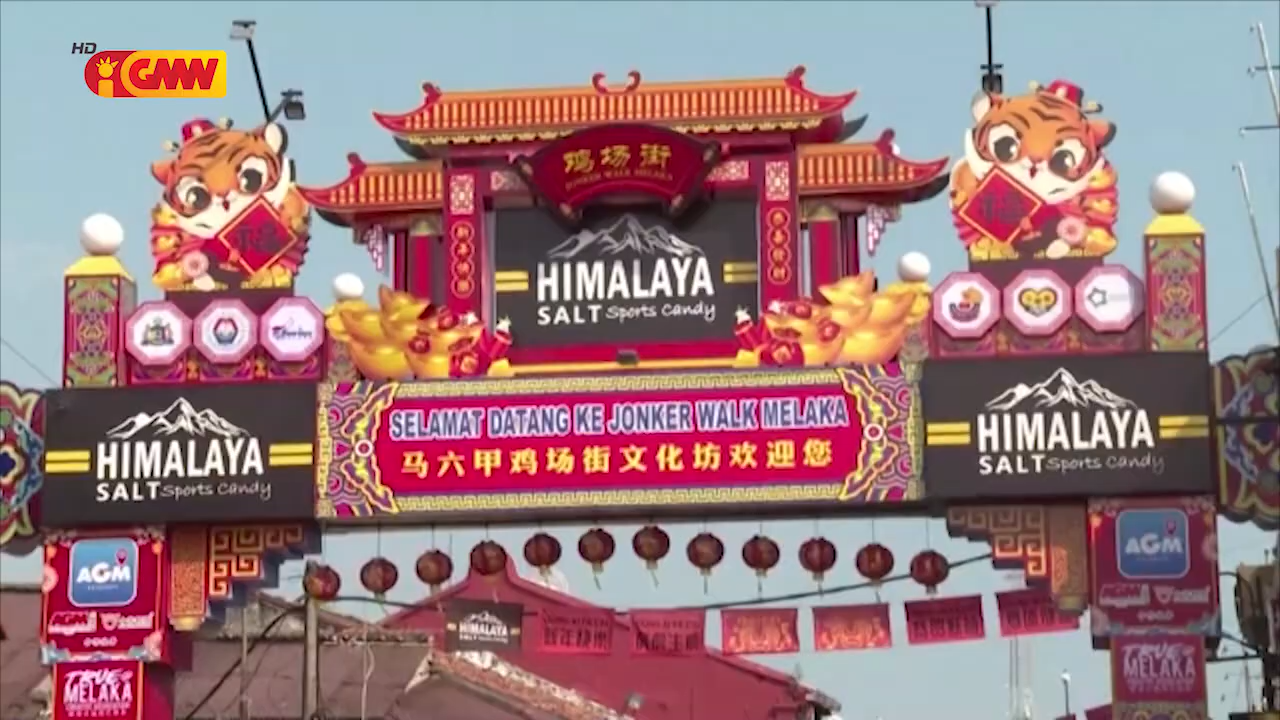 HD
iCGMW
鸡场街
JONKER WALK MELAKA
HIMALAYA
SALT Sports Candy
HIMALAYA
SALT Sports Candy
SELAMAT DATANG KE JONKER WALK MELAKA
马六甲鸡场街文化坊欢迎您
HIMALAYA
SALT Sports Candy
AGM
AGM
AGM
TRUE
MELAKA
HIMALAYA
TRUE
MELAKA